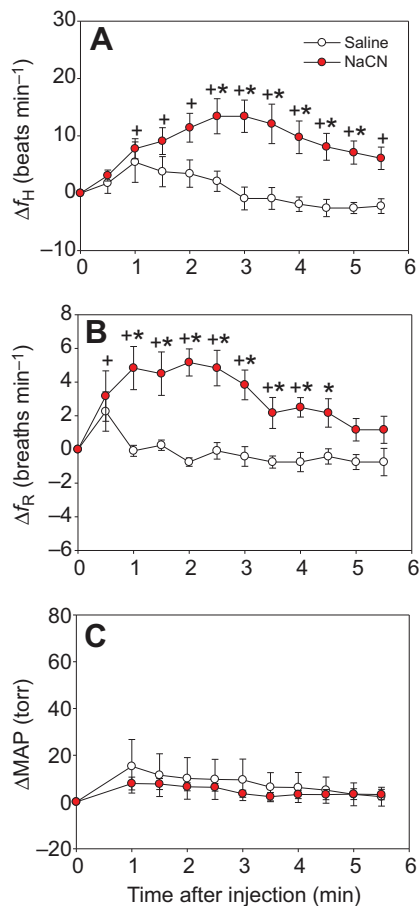 A
30
Saline
NaCN
20
10
0
–10
+ + + +* +* +* +* +* +* +
Δf_H (beats min⁻¹)
0 1 2 3 4 5 6
B
8
6
4
2
0
–2
–4
–6
+ +* +* +* +* +* +* +* *
Δf_R (breaths min⁻¹)
0 1 2 3 4 5 6
C
80
60
40
20
0
–20
ΔMAP (torr)
0 1 2 3 4 5 6
Time after injection (min)